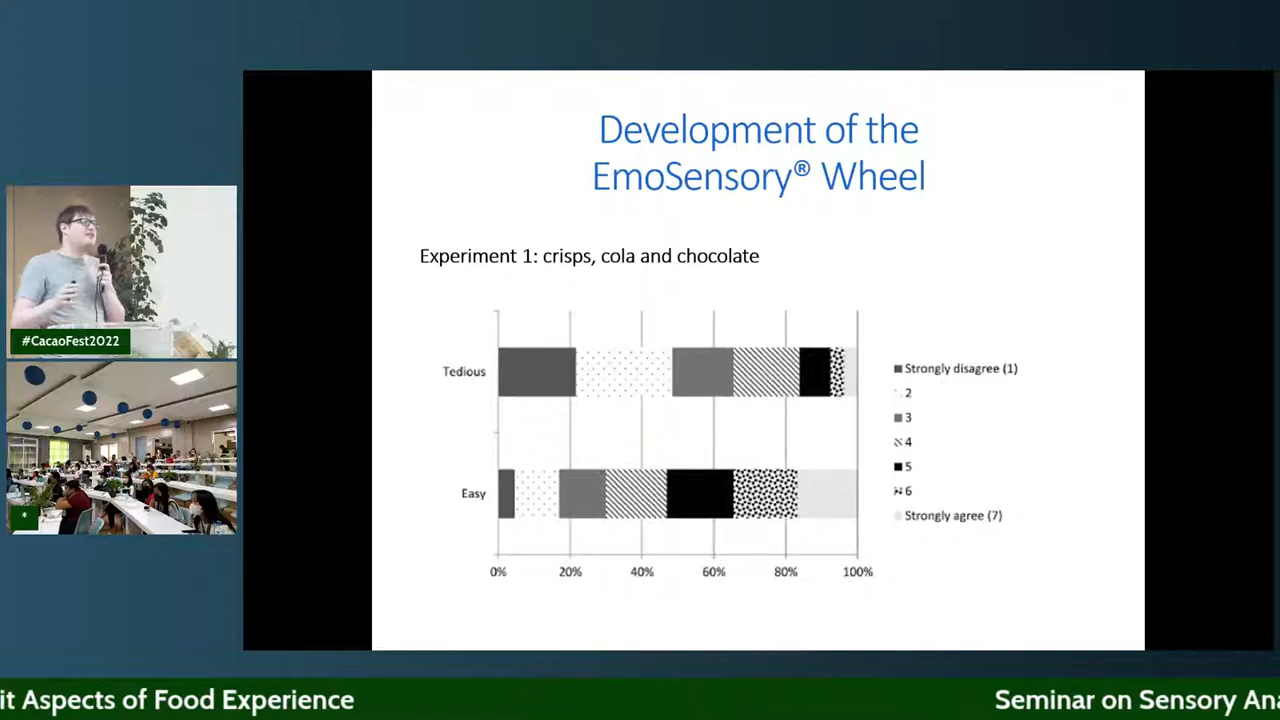 Development of the
EmoSensory® Wheel
Experiment 1: crisps, cola and chocolate
Tedious
Easy
0%
20%
40%
60%
80%
100%
Strongly disagree (1)
2
3
4
5
6
Strongly agree (7)
#CacaoFest2022
*
it Aspects of Food Experience
Seminar on Sensory Ana